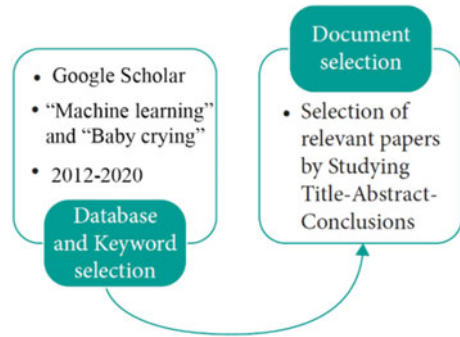 • Google Scholar
• “Machine learning”
and “Baby crying”
• 2012-2020
Database
and Keyword
selection
Document
selection
• Selection of
relevant papers
by Studying
Title-Abstract-
Conclusions